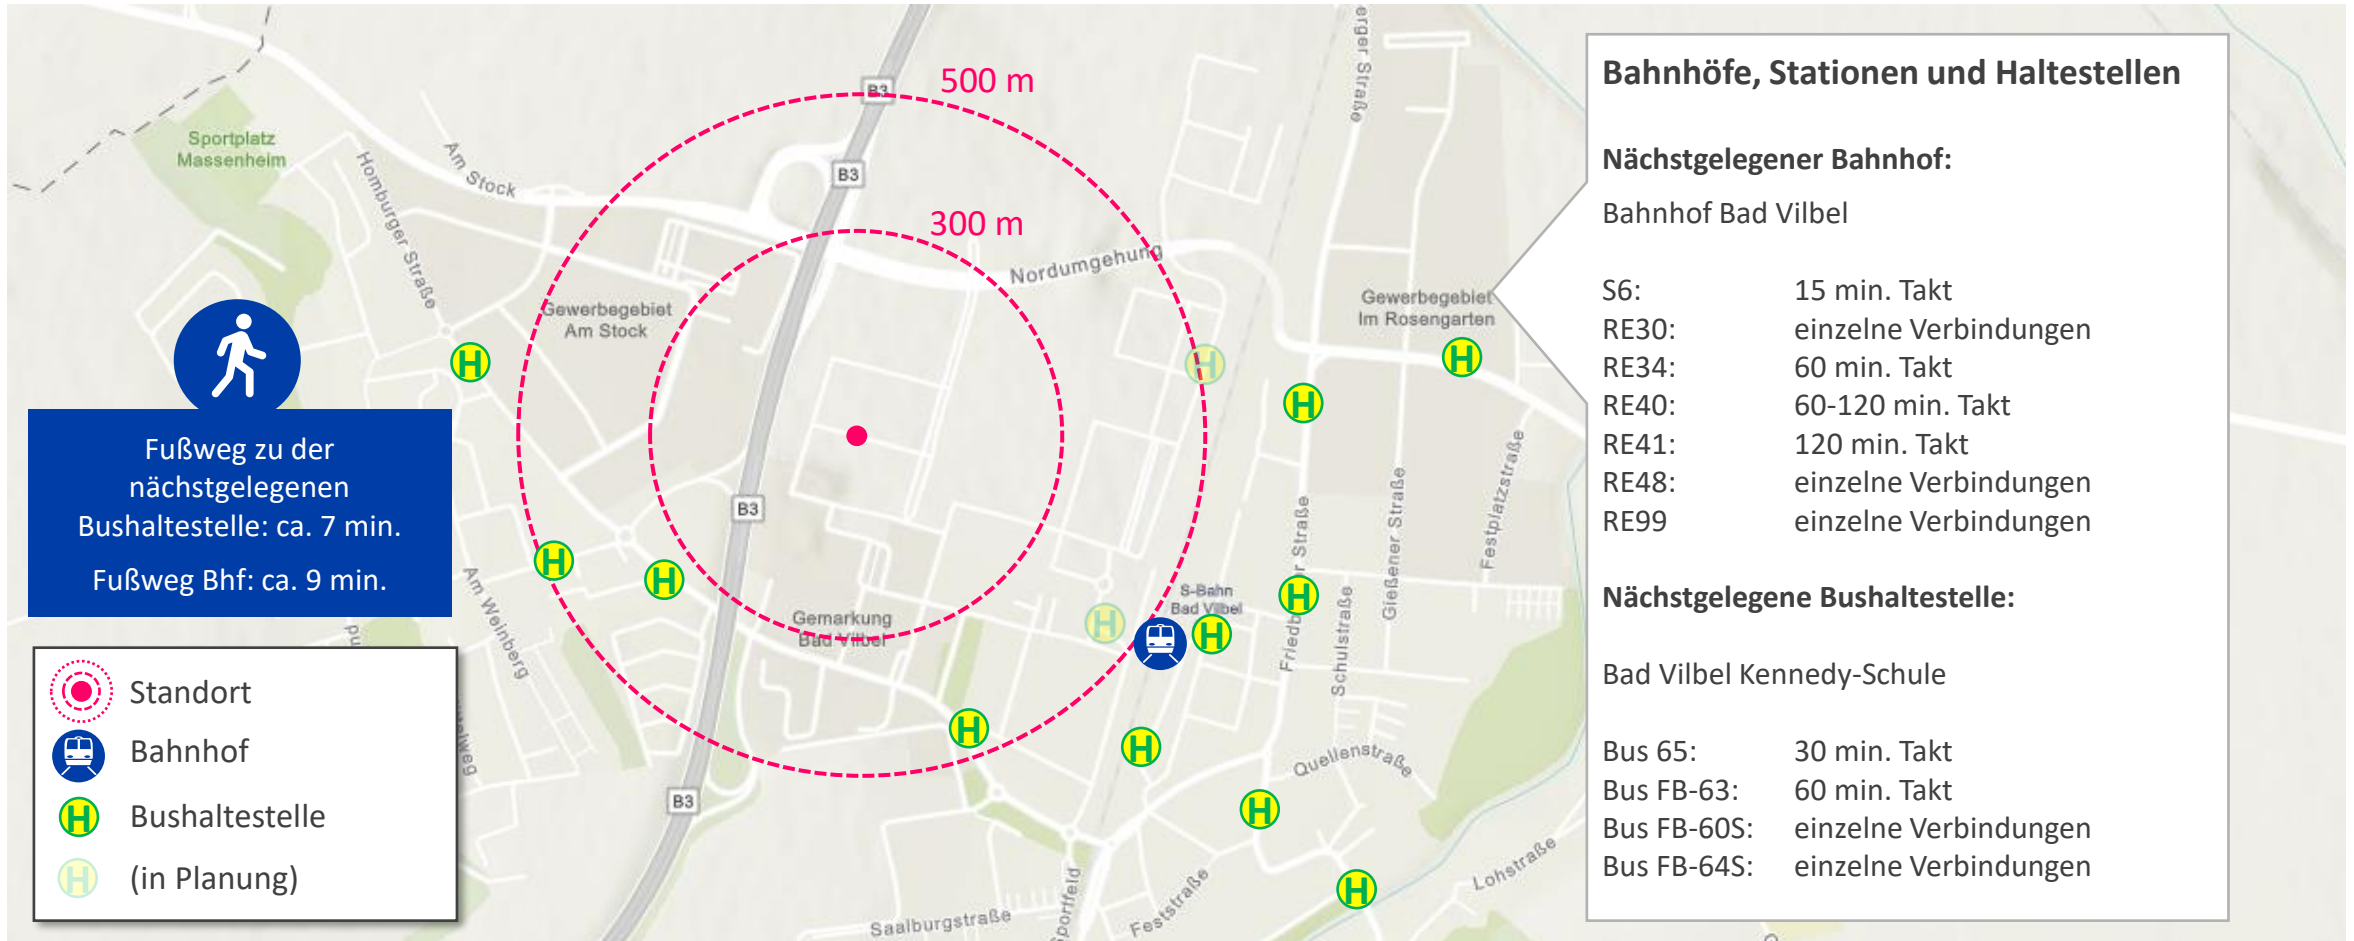 500 m
B3
erger Straße
Sportplatz
Massenheim
Am Stock
Homburger Straße
B3
300 m
Nordumgehung
Gewerbegebiet
Am Stock
Gewerbegebiet
Im Rosengarten
H
H
H
H
Fußweg zu der
nächstgelegenen
Bushaltestelle: ca. 7 min.
Fußweg Bhf: ca. 9 min.
B3
Festplatzstraße
Gießener Straße
Friedb
Straße
H
H
Am Weinberg
S-Bahn
Bad Vilbel
H
H
H
Schulstraße
Gemarkung
Bad Vilbel
H
H
Quellenstraße
B3
H
H
Lohstraße
Feststraße
Sportfeld
Saalburgstraße
Standort
Bahnhof
H Bushaltestelle
H (in Planung)
Bahnhöfe, Stationen und Haltestellen
Nächstgelegener Bahnhof:
Bahnhof Bad Vilbel
S6: 15 min. Takt
RE30: einzelne Verbindungen
RE34: 60 min. Takt
RE40: 60-120 min. Takt
RE41: 120 min. Takt
RE48: einzelne Verbindungen
RE99 einzelne Verbindungen
Nächstgelegene Bushaltestelle:
Bad Vilbel Kennedy-Schule
Bus 65: 30 min. Takt
Bus FB-63: 60 min. Takt
Bus FB-60S: einzelne Verbindungen
Bus FB-64S: einzelne Verbindungen